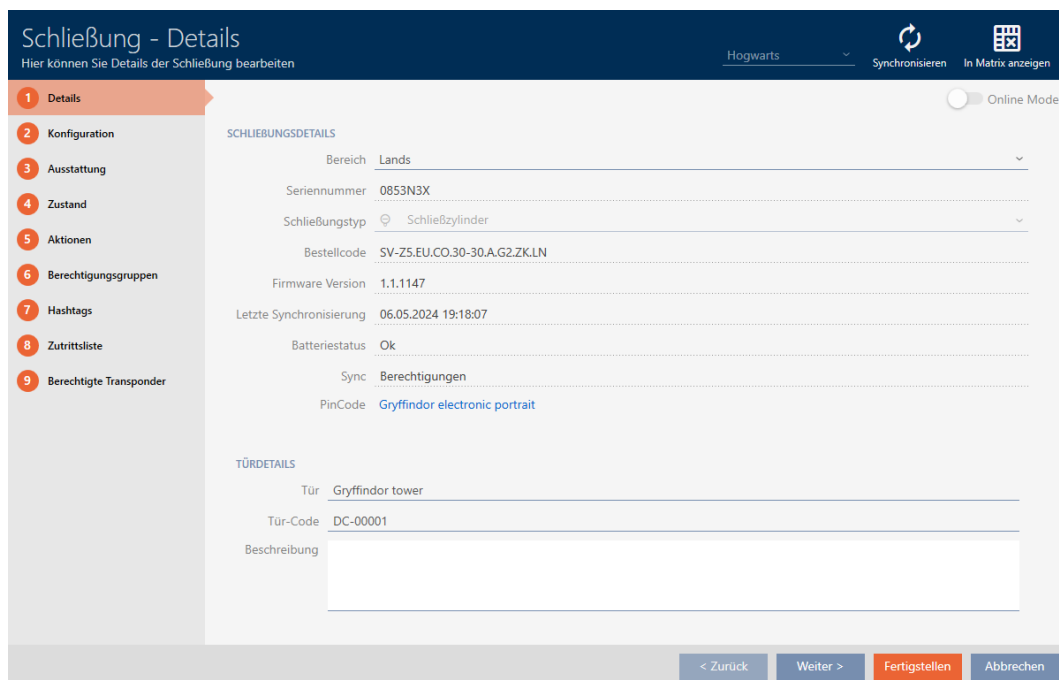 Schließung - Details
Hier können Sie Details der Schließung bearbeiten
Hogwarts
Synchronisieren
In Matrix anzeigen
1 Details
2 Konfiguration
3 Ausstattung
4 Zustand
5 Aktionen
6 Berechtigungsgruppen
7 Hashtags
8 Zutrittsliste
9 Berechtigte Transponder
Online Mode
SCHLIEßUNGSDETAILS
Bereich Lands
Seriennummer 0853N3X
Schließungstyp Schließzylinder
Bestellcode SV-Z5.EU.CO.30-30.A.G2.ZK.LN
Firmware Version 1.1.1147
Letzte Synchronisierung 06.05.2024 19:18:07
Batteriestatus Ok
Sync Berechtigungen
PinCode Gryffindor electronic portrait
TÜRDETAILS
Tür Gryffindor tower
Tür-Code DC-00001
Beschreibung
< Zurück
Weiter >
Fertigstellen
Abbrechen